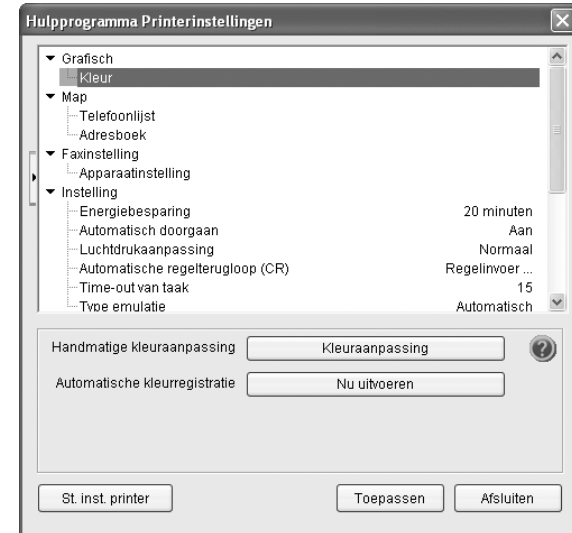 Hulpprogramma Printerinstellingen
Grafisch
Kleur
Map
Telefoonlijst
Adresboek
Faxinstelling
Apparaatinstelling
Instelling
Energiebesparing 20 minuten
Automatisch doorgaan Aan
Luchtdrukaanpassing Normaal
Automatische regelterugloop (CR) Regelinvoer ...
Time-out van taak 15
Type emulatie Automatisch
Handmatige kleuraanpassing Kleuraanpassing
Automatische kleurregistratie Nu uitvoeren
St. inst. printer Toepassen Afsluiten